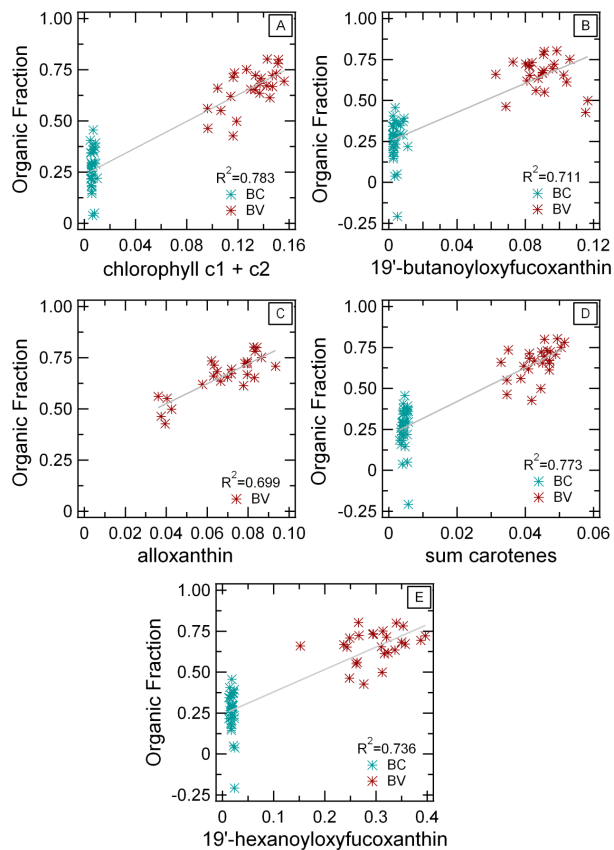 A
Organic Fraction
1.00
0.75
0.50
0.25
0
R²=0.783
BC
BV
0 0.04 0.08 0.12 0.16
chlorophyll c1 + c2
B
Organic Fraction
1.00
0.75
0.50
0.25
0
-0.25
R²=0.711
BC
BV
0 0.04 0.08 0.12
19'-butanoyloxyfucoxanthin
C
Organic Fraction
1.00
0.75
0.50
0.25
0
R²=0.699
BV
0 0.02 0.04 0.06 0.08 0.10
alloxanthin
D
Organic Fraction
1.00
0.75
0.50
0.25
0
-0.25
R²=0.773
BC
BV
0 0.02 0.04 0.06
sum carotenes
E
Organic Fraction
1.00
0.75
0.50
0.25
0
-0.25
R²=0.736
BC
BV
0 0.1 0.2 0.3 0.4
19'-hexanoyloxyfucoxanthin